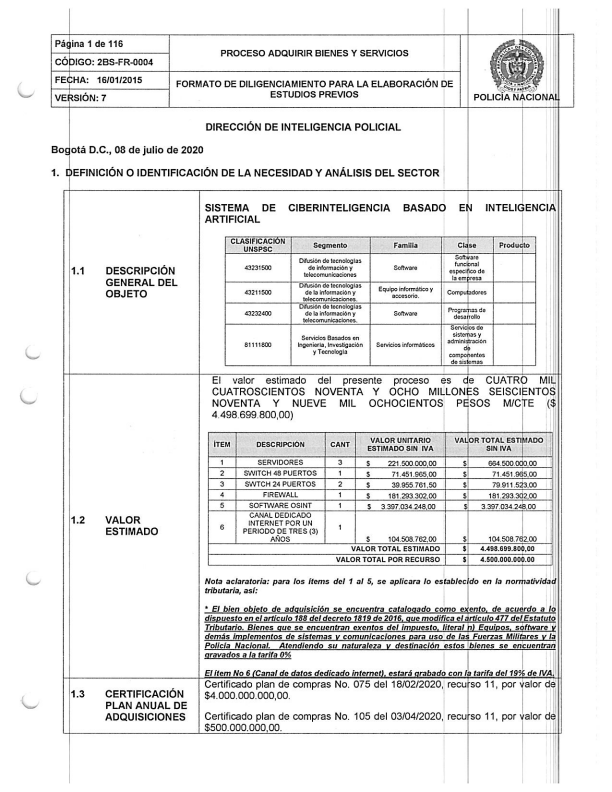 Página 1 de 116
CÓDIGO: 2BS-FR-0004
FECHA: 16/01/2015
VERSIÓN: 7
PROCESO ADQUIRIR BIENES Y SERVICIOS
FORMATO DE DILIGENCIAMIENTO PARA LA ELABORACIÓN DE
ESTUDIOS PREVIOS
POLICÍA NACIONAL
DIRECCIÓN DE INTELIGENCIA POLICIAL
Bogotá D.C., 08 de julio de 2020
1. DEFINICIÓN O IDENTIFICACIÓN DE LA NECESIDAD Y ANÁLISIS DEL SECTOR
1.1 DESCRIPCIÓN
GENERAL DEL
OBJETO
SISTEMA DE CIBERINTELIGENCIA BASADO EN INTELIGENCIA
ARTIFICIAL
CLASIFICACIÓN
UNSPSC
Segmento
Familia
Clase
Producto
43231500
Difusión de tecnologías
de información y
telecomunicaciones
Software
Software
funcional
específico de
la empresa
43211500
Difusión de tecnologías
de la información y
telecomunicaciones.
Equipo informático y
accesorio.
Computadores
43232400
Difusión de tecnologías
de la información y
telecomunicaciones.
Software
Programas de
desarrollo
81111800
Servicios Basados en
Ingeniería, Investigación
y Tecnología
Servicios informáticos
Servicios de
sistemas y
administración
de
componentes
de sistemas
1.2 VALOR
ESTIMADO
El valor estimado del presente proceso es de CUATRO MIL
CUATROSCIENTOS NOVENTA Y OCHO MILLONES SEISCIENTOS
NOVENTA Y NUEVE MIL OCHOCIENTOS PESOS M/CTE ($
4.498.699.800,00)
ÍTEM DESCRIPCIÓN CANT VALOR UNITARIO ESTIMADO SIN IVA VALOR TOTAL ESTIMADO SIN IVA
1 SERVIDORES 3 $ 221.500.000,00 $ 664.500.000,00
2 SWITCH 48 PUERTOS 1 $ 71.451.965,00 $ 71.451.965,00
3 SWTCH 24 PUERTOS 2 $ 39.955.761,50 $ 79.911.523,00
4 FIREWALL 1 $ 181.293.302,00 $ 181.293.302,00
5 SOFTWARE OSINT 1 $ 3.397.034.248,00 $ 3.397.034.248,00
6 CANAL DEDICADO INTERNET POR UN PERIODO DE TRES (3) AÑOS 1 $ 104.508.762,00 $ 104.508.762,00
VALOR TOTAL ESTIMADO $ 4.498.699.800,00
VALOR TOTAL POR RECURSO $ 4.500.000.000.00
Nota aclaratoria: para los ítems del 1 al 5, se aplicara lo establecido en la normatividad
tributaria, así:
* El bien objeto de adquisición se encuentra catalogado como exento, de acuerdo a lo
dispuesto en el artículo 188 del decreto 1819 de 2016, que modifica el artículo 477 del Estatuto
Tributario. Bienes que se encuentran exentos del impuesto, literal n) Equipos, software y
demás implementos de sistemas y comunicaciones para uso de las Fuerzas Militares y la
Policía Nacional. Atendiendo su naturaleza y destinación estos bienes se encuentran
gravados a la tarifa 0%
El ítem No 6 (Canal de datos dedicado internet), estará grabado con la tarifa del 19% de IVA.
1.3 CERTIFICACIÓN
PLAN ANUAL DE
ADQUISICIONES
Certificado plan de compras No. 075 del 18/02/2020, recurso 11, por valor de
$4.000.000.000,00.
Certificado plan de compras No. 105 del 03/04/2020, recurso 11, por valor de
$500.000.000,00.